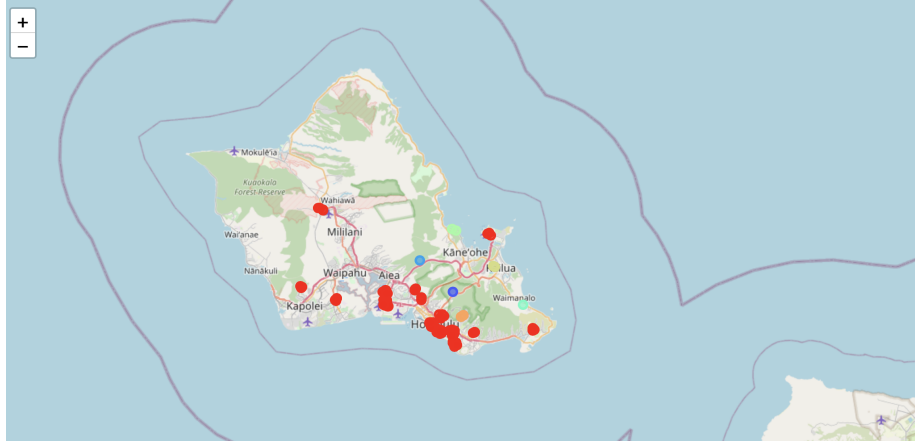 +
−
Mokulē'ia
Kuaokala
Forest Reserve
Wahiawā
Wai'anae
Mililani
Kāne'ohe
Nānākuli
Waipahu
Aiea
Waimanalo
Kapolei